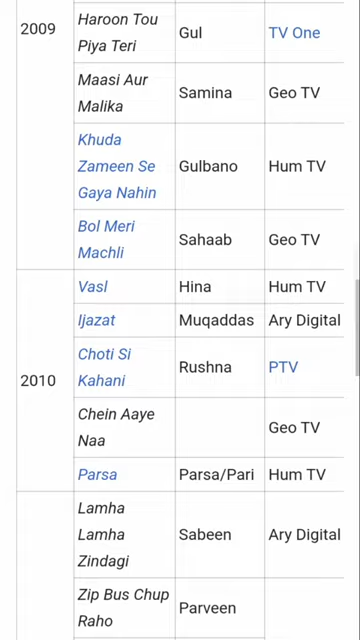 2009
Haroon Tou
Piya Teri
Gul
TV One
Maasi Aur
Malika
Samina
Geo TV
Khuda
Zameen Se
Gaya Nahin
Gulbano
Hum TV
Bol Meri
Machli
Sahaab
Geo TV
2010
Vasl
Hina
Hum TV
Ijazat
Muqaddas
Ary Digital
Choti Si
Kahani
Rushna
PTV
Chein Aaye
Naa
Geo TV
Parsa
Parsa/Pari
Hum TV
Lamha
Lamha
Zindagi
Sabeen
Ary Digital
Zip Bus Chup
Raho
Parveen